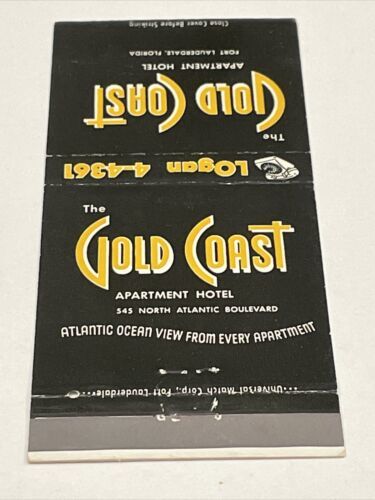 Close Cover Before Striking
FORT LAUDERDALE, FLORIDA
APARTMENT HOTEL
The
GOLD COAST
LOgan 4-4361
The
GOLD COAST
APARTMENT HOTEL
545 NORTH ATLANTIC BOULEVARD
ATLANTIC OCEAN VIEW FROM EVERY APARTMENT
Universal Match Corp., Fort Lauderdale